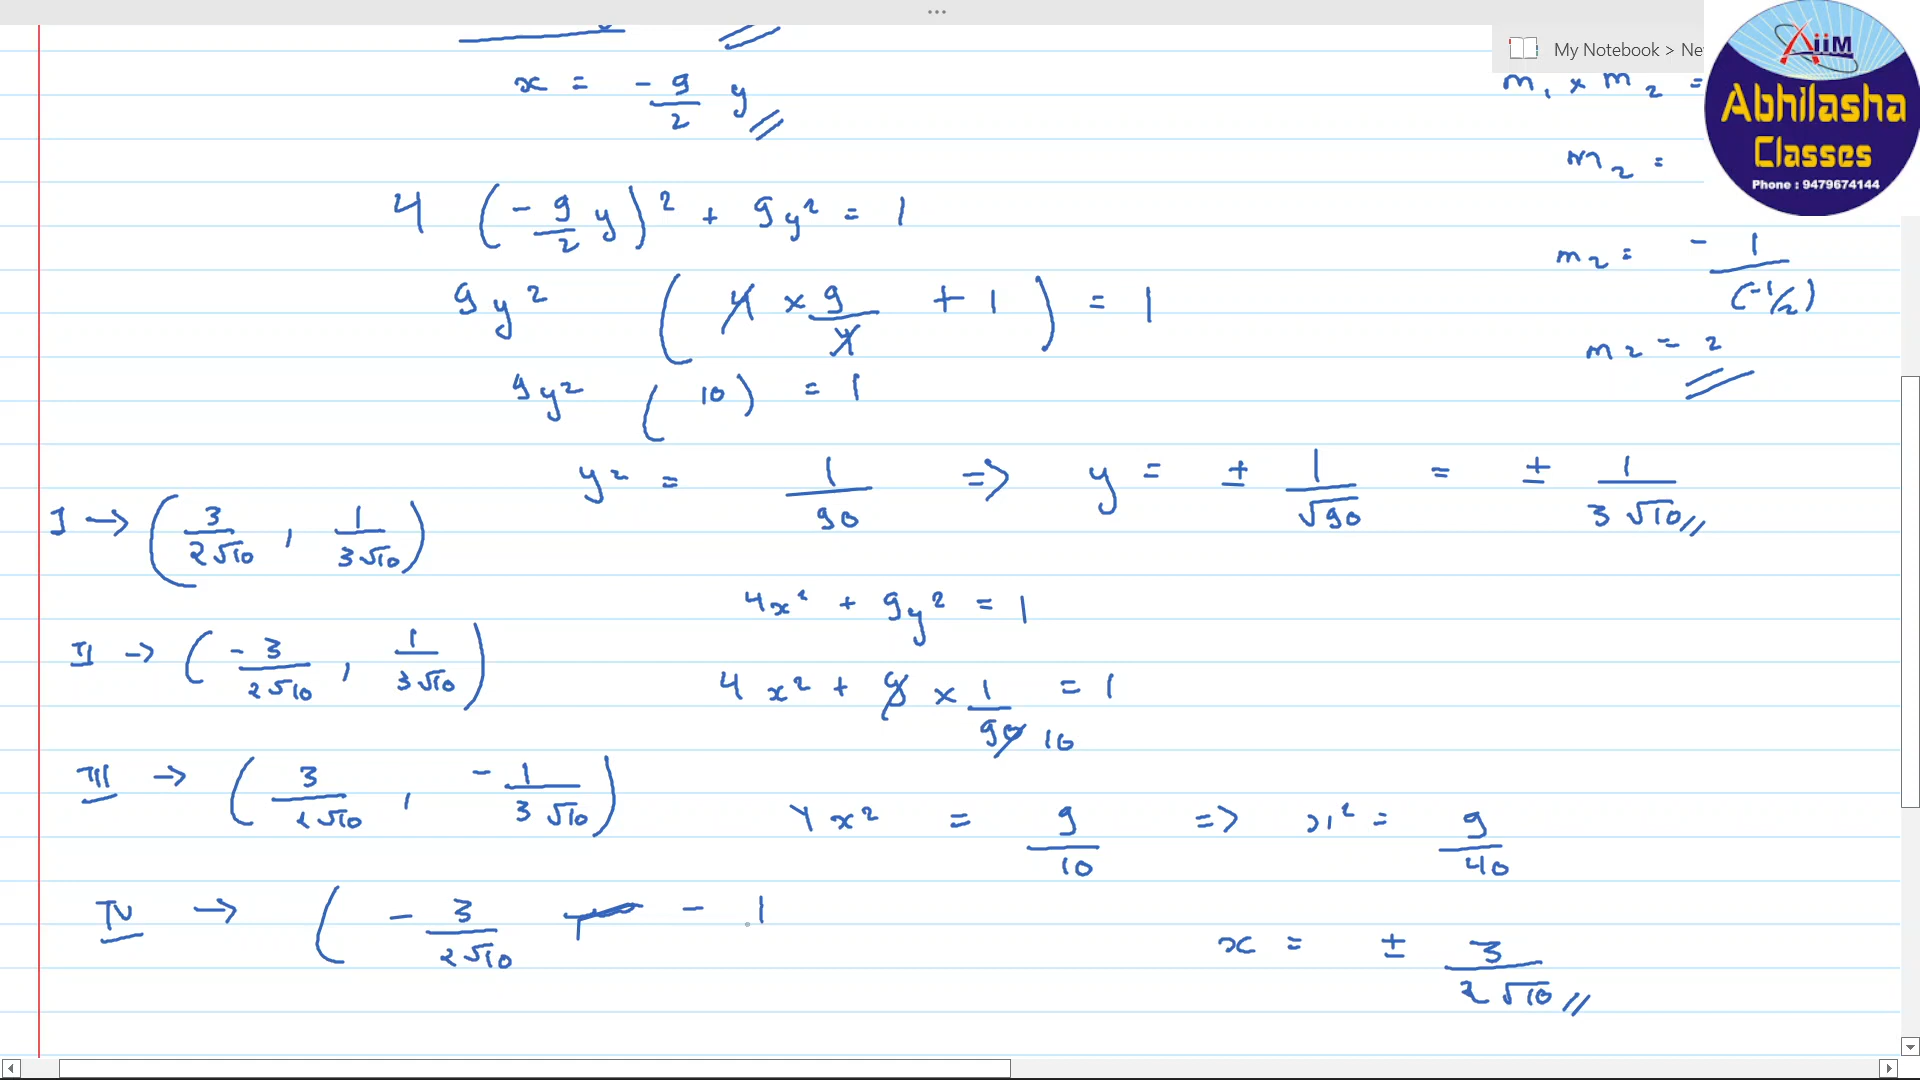 ...
My Notebook > Ne
AiiM
Abhilasha
Classes
Phone : 9479674144
x = - 9/2 y
m₁ × m₂ =
m₂ =
4 (- 9/2 y)² + 9y² = 1
m₂ = - 1/(-1/2)
9y² (4 × 9/4 + 1) = 1
m₂ = 2
9y² (10) = 1
y² = 1/90 => y = ± 1/√90 = ± 1/3√10
I → (3/2√10 , 1/3√10)
4x² + 9y² = 1
II → (-3/2√10 , 1/3√10)
4x² + 9 × 1/90 10 = 1
III → (3/2√10 , - 1/3√10)
4x² = 9/10 => x² = 9/40
IV → (- 3/2√10 - 1
x = ± 3/2√10